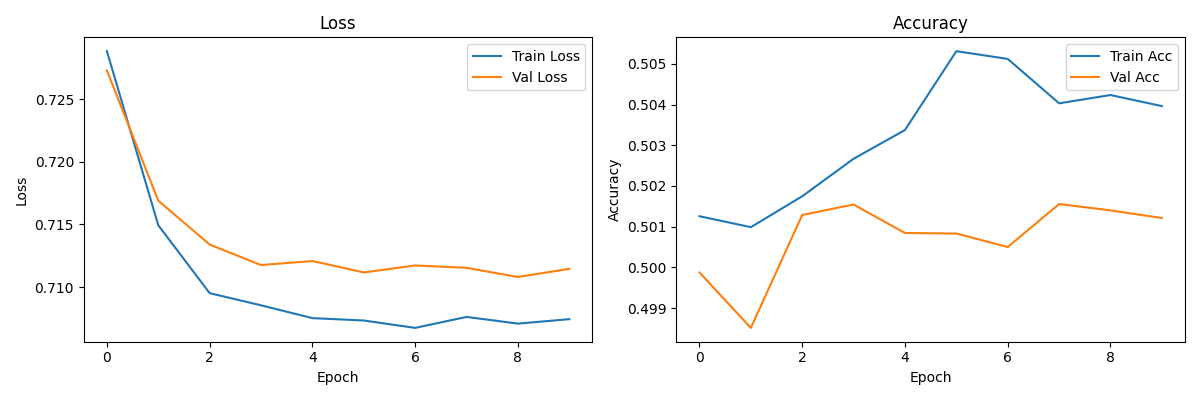 Loss
Train Loss
Val Loss
0.725
0.720
0.715
0.710
Loss
0 2 4 6 8
Epoch
Accuracy
Train Acc
Val Acc
0.505
0.504
0.503
0.502
0.501
0.500
0.499
Accuracy
0 2 4 6 8
Epoch